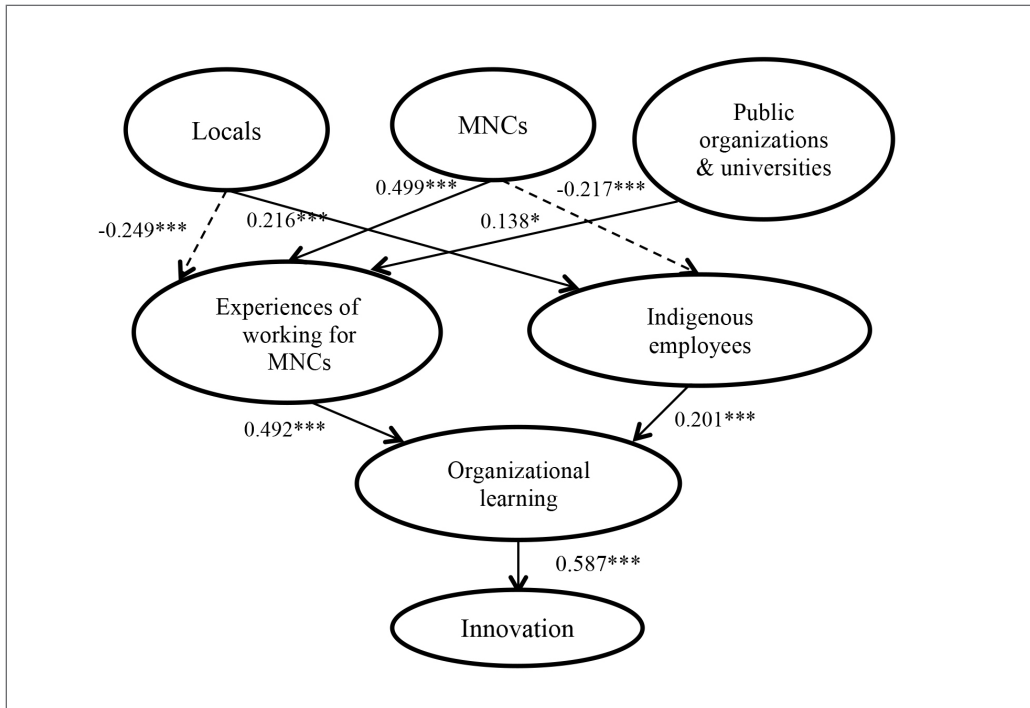 Locals
MNCs
Public
organizations
& universities
0.499***
-0.217***
-0.249***
0.216***
0.138*
Experiences of
working for
MNCs
Indigenous
employees
0.492***
0.201***
Organizational
learning
0.587***
Innovation